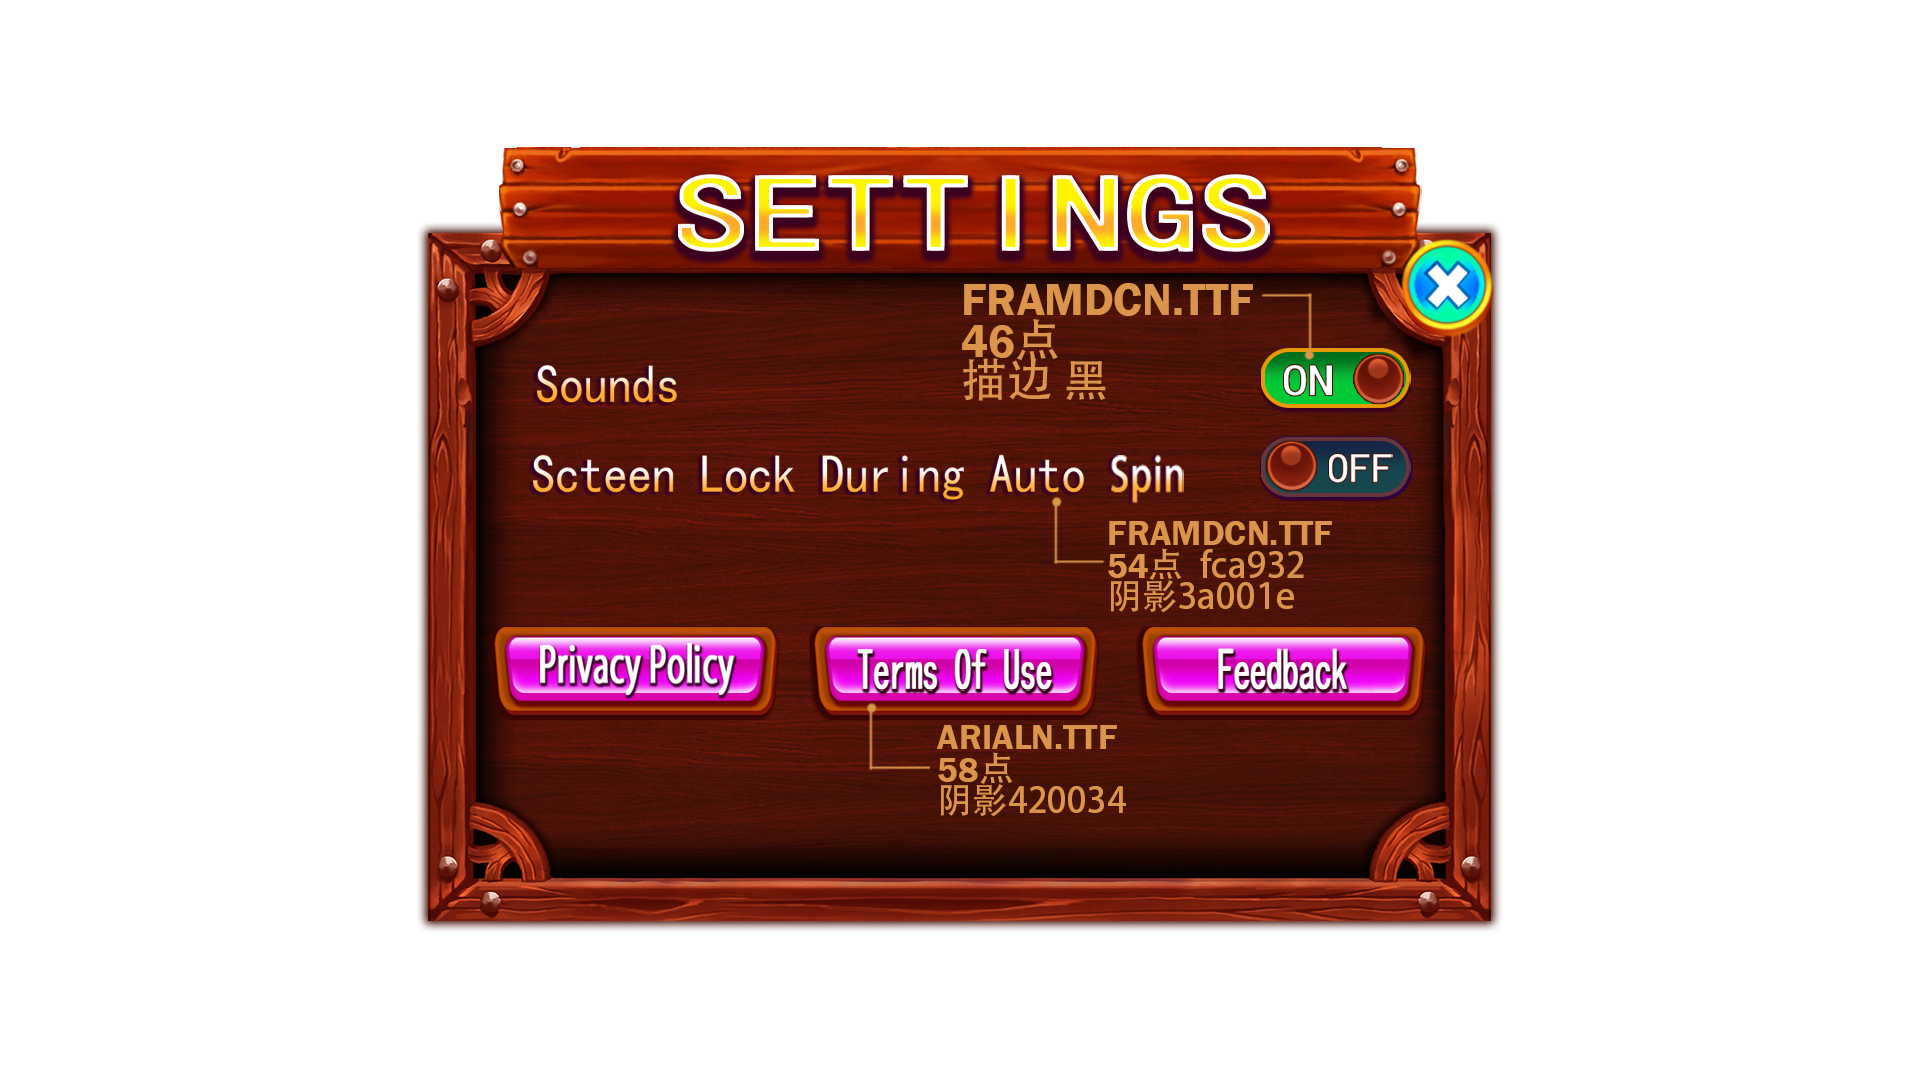 SETTINGS
FRAMDCN.TTF
46点
描边 黑
Sounds
ON
Scteen Lock During Auto Spin
OFF
FRAMDCN.TTF
54点 fca932
阴影3a001e
Privacy Policy
Terms Of Use
Feedback
ARIALN.TTF
58点
阴影420034